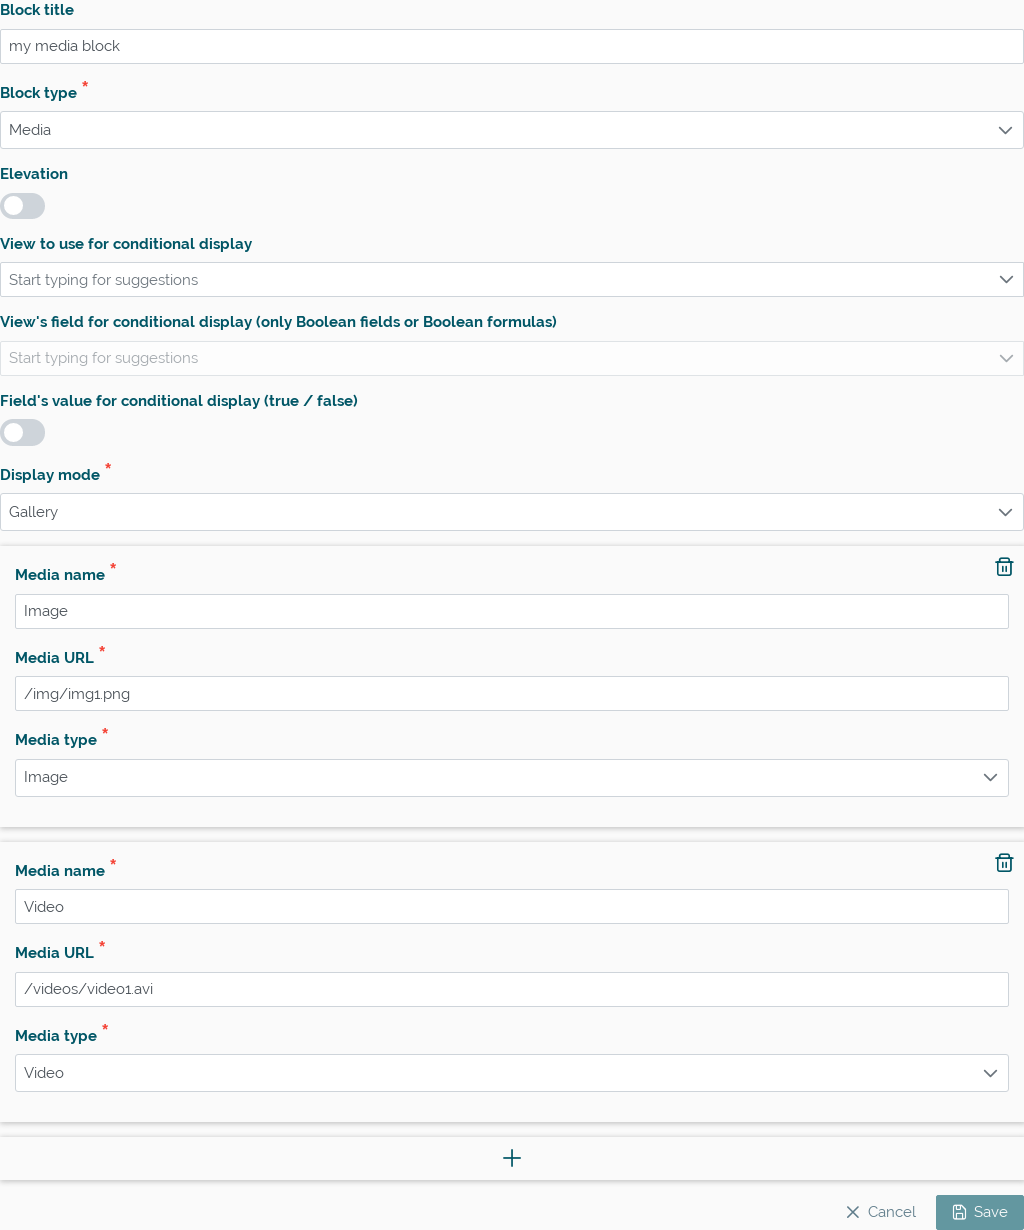 Block title
my media block
Block type *
Media
Elevation
View to use for conditional display
Start typing for suggestions
View's field for conditional display (only Boolean fields or Boolean formulas)
Start typing for suggestions
Field's value for conditional display (true / false)
Display mode *
Gallery
Media name *
Image
Media URL *
/img/img1.png
Media type *
Image
Media name *
Video
Media URL *
/videos/video1.avi
Media type *
Video
Cancel Save